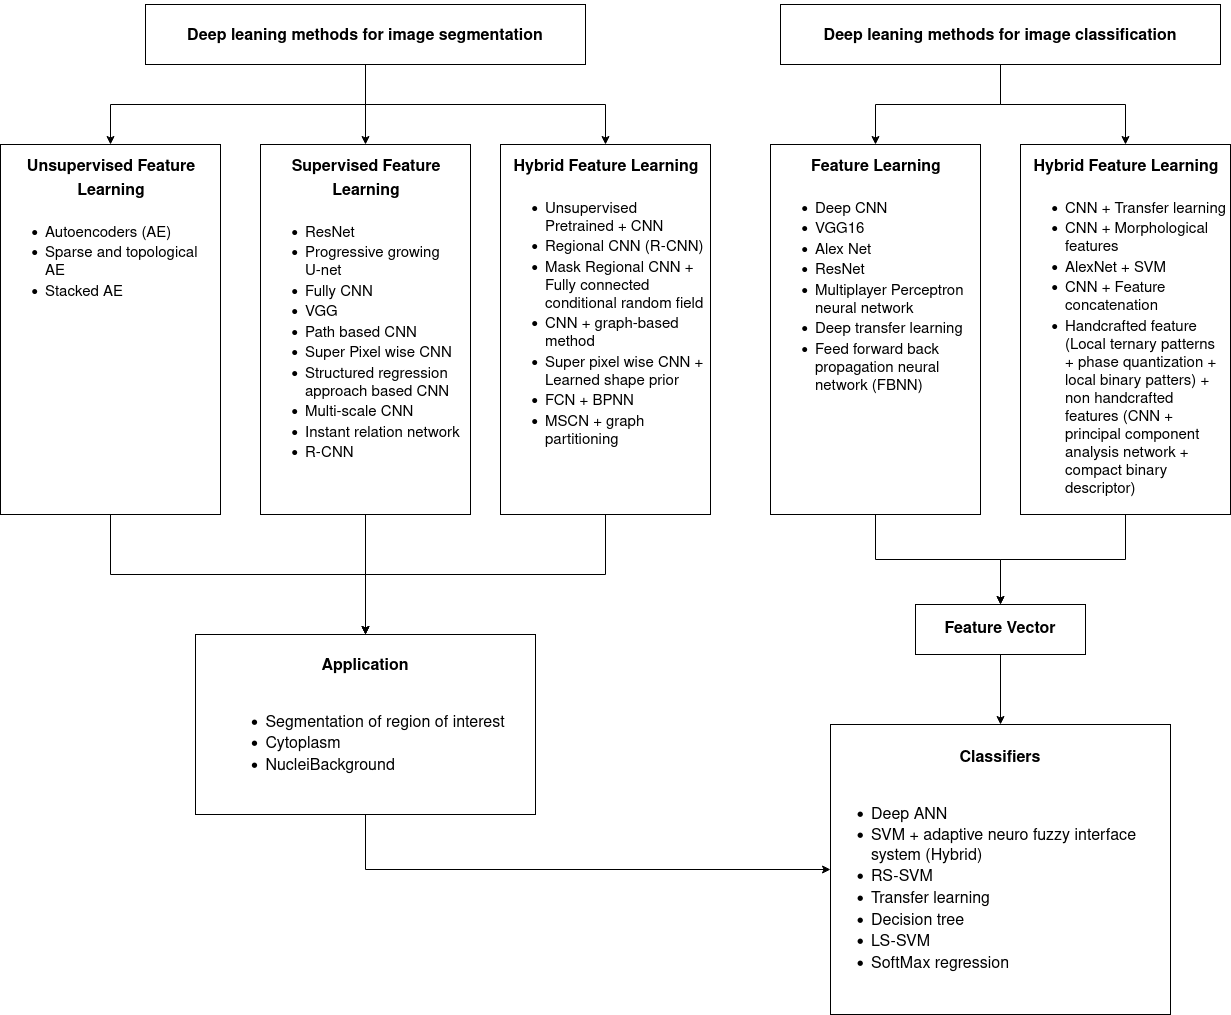 Deep leaning methods for image segmentation
Deep leaning methods for image classification
Unsupervised Feature
Learning
Autoencoders (AE)
Sparse and topological
AE
Stacked AE
Supervised Feature
Learning
ResNet
Progressive growing
U-net
Fully CNN
VGG
Path based CNN
Super Pixel wise CNN
Structured regression
approach based CNN
Multi-scale CNN
Instant relation network
R-CNN
Hybrid Feature Learning
Unsupervised
Pretrained + CNN
Regional CNN (R-CNN)
Mask Regional CNN +
Fully connected
conditional random field
CNN + graph-based
method
Super pixel wise CNN +
Learned shape prior
FCN + BPNN
MSCN + graph
partitioning
Feature Learning
Deep CNN
VGG16
Alex Net
ResNet
Multiplayer Perceptron
neural network
Deep transfer learning
Feed forward back
propagation neural
network (FBNN)
Hybrid Feature Learning
CNN + Transfer learning
CNN + Morphological
features
AlexNet + SVM
CNN + Feature
concatenation
Handcrafted feature
(Local ternary patterns
+ phase quantization +
local binary patters) +
non handcrafted
features (CNN +
principal component
analysis network +
compact binary
descriptor)
Application
Segmentation of region of interest
Cytoplasm
NucleiBackground
Feature Vector
Classifiers
Deep ANN
SVM + adaptive neuro fuzzy interface
system (Hybrid)
RS-SVM
Transfer learning
Decision tree
LS-SVM
SoftMax regression